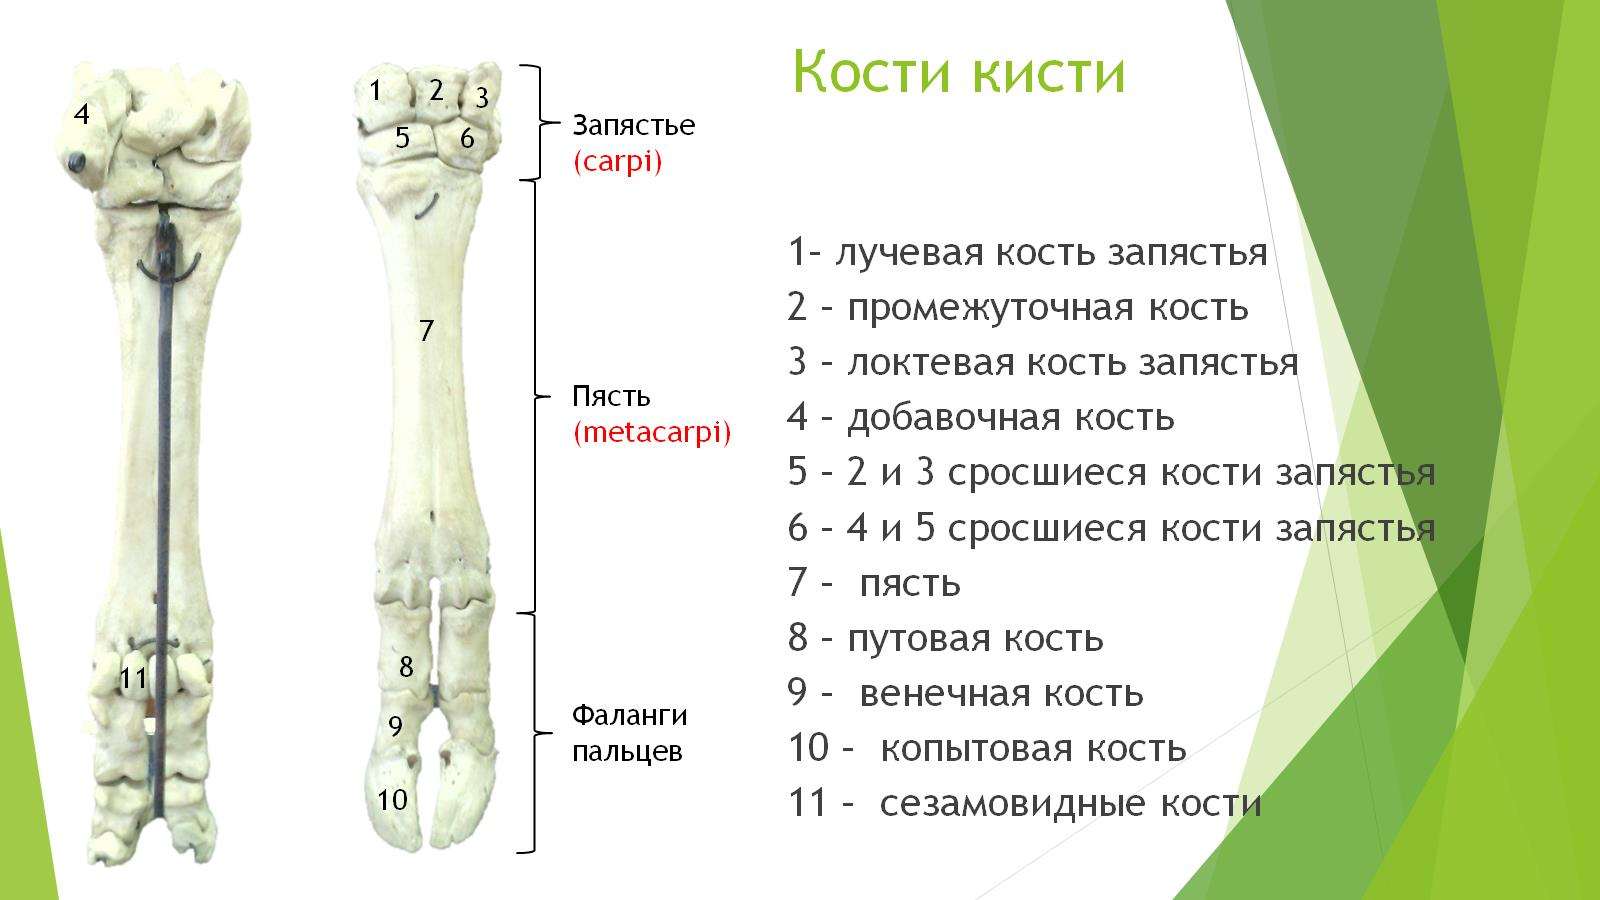 Кости кисти
4
1
2
3
5
6
7
8
9
10
11
Запястье
(carpi)
Пясть
(metacarpi)
Фаланги
пальцев
1- лучевая кость запястья
2 – промежуточная кость
3 – локтевая кость запястья
4 – добавочная кость
5 – 2 и 3 сросшиеся кости запястья
6 – 4 и 5 сросшиеся кости запястья
7 – пясть
8 – путовая кость
9 – венечная кость
10 – копытовая кость
11 – сезамовидные кости